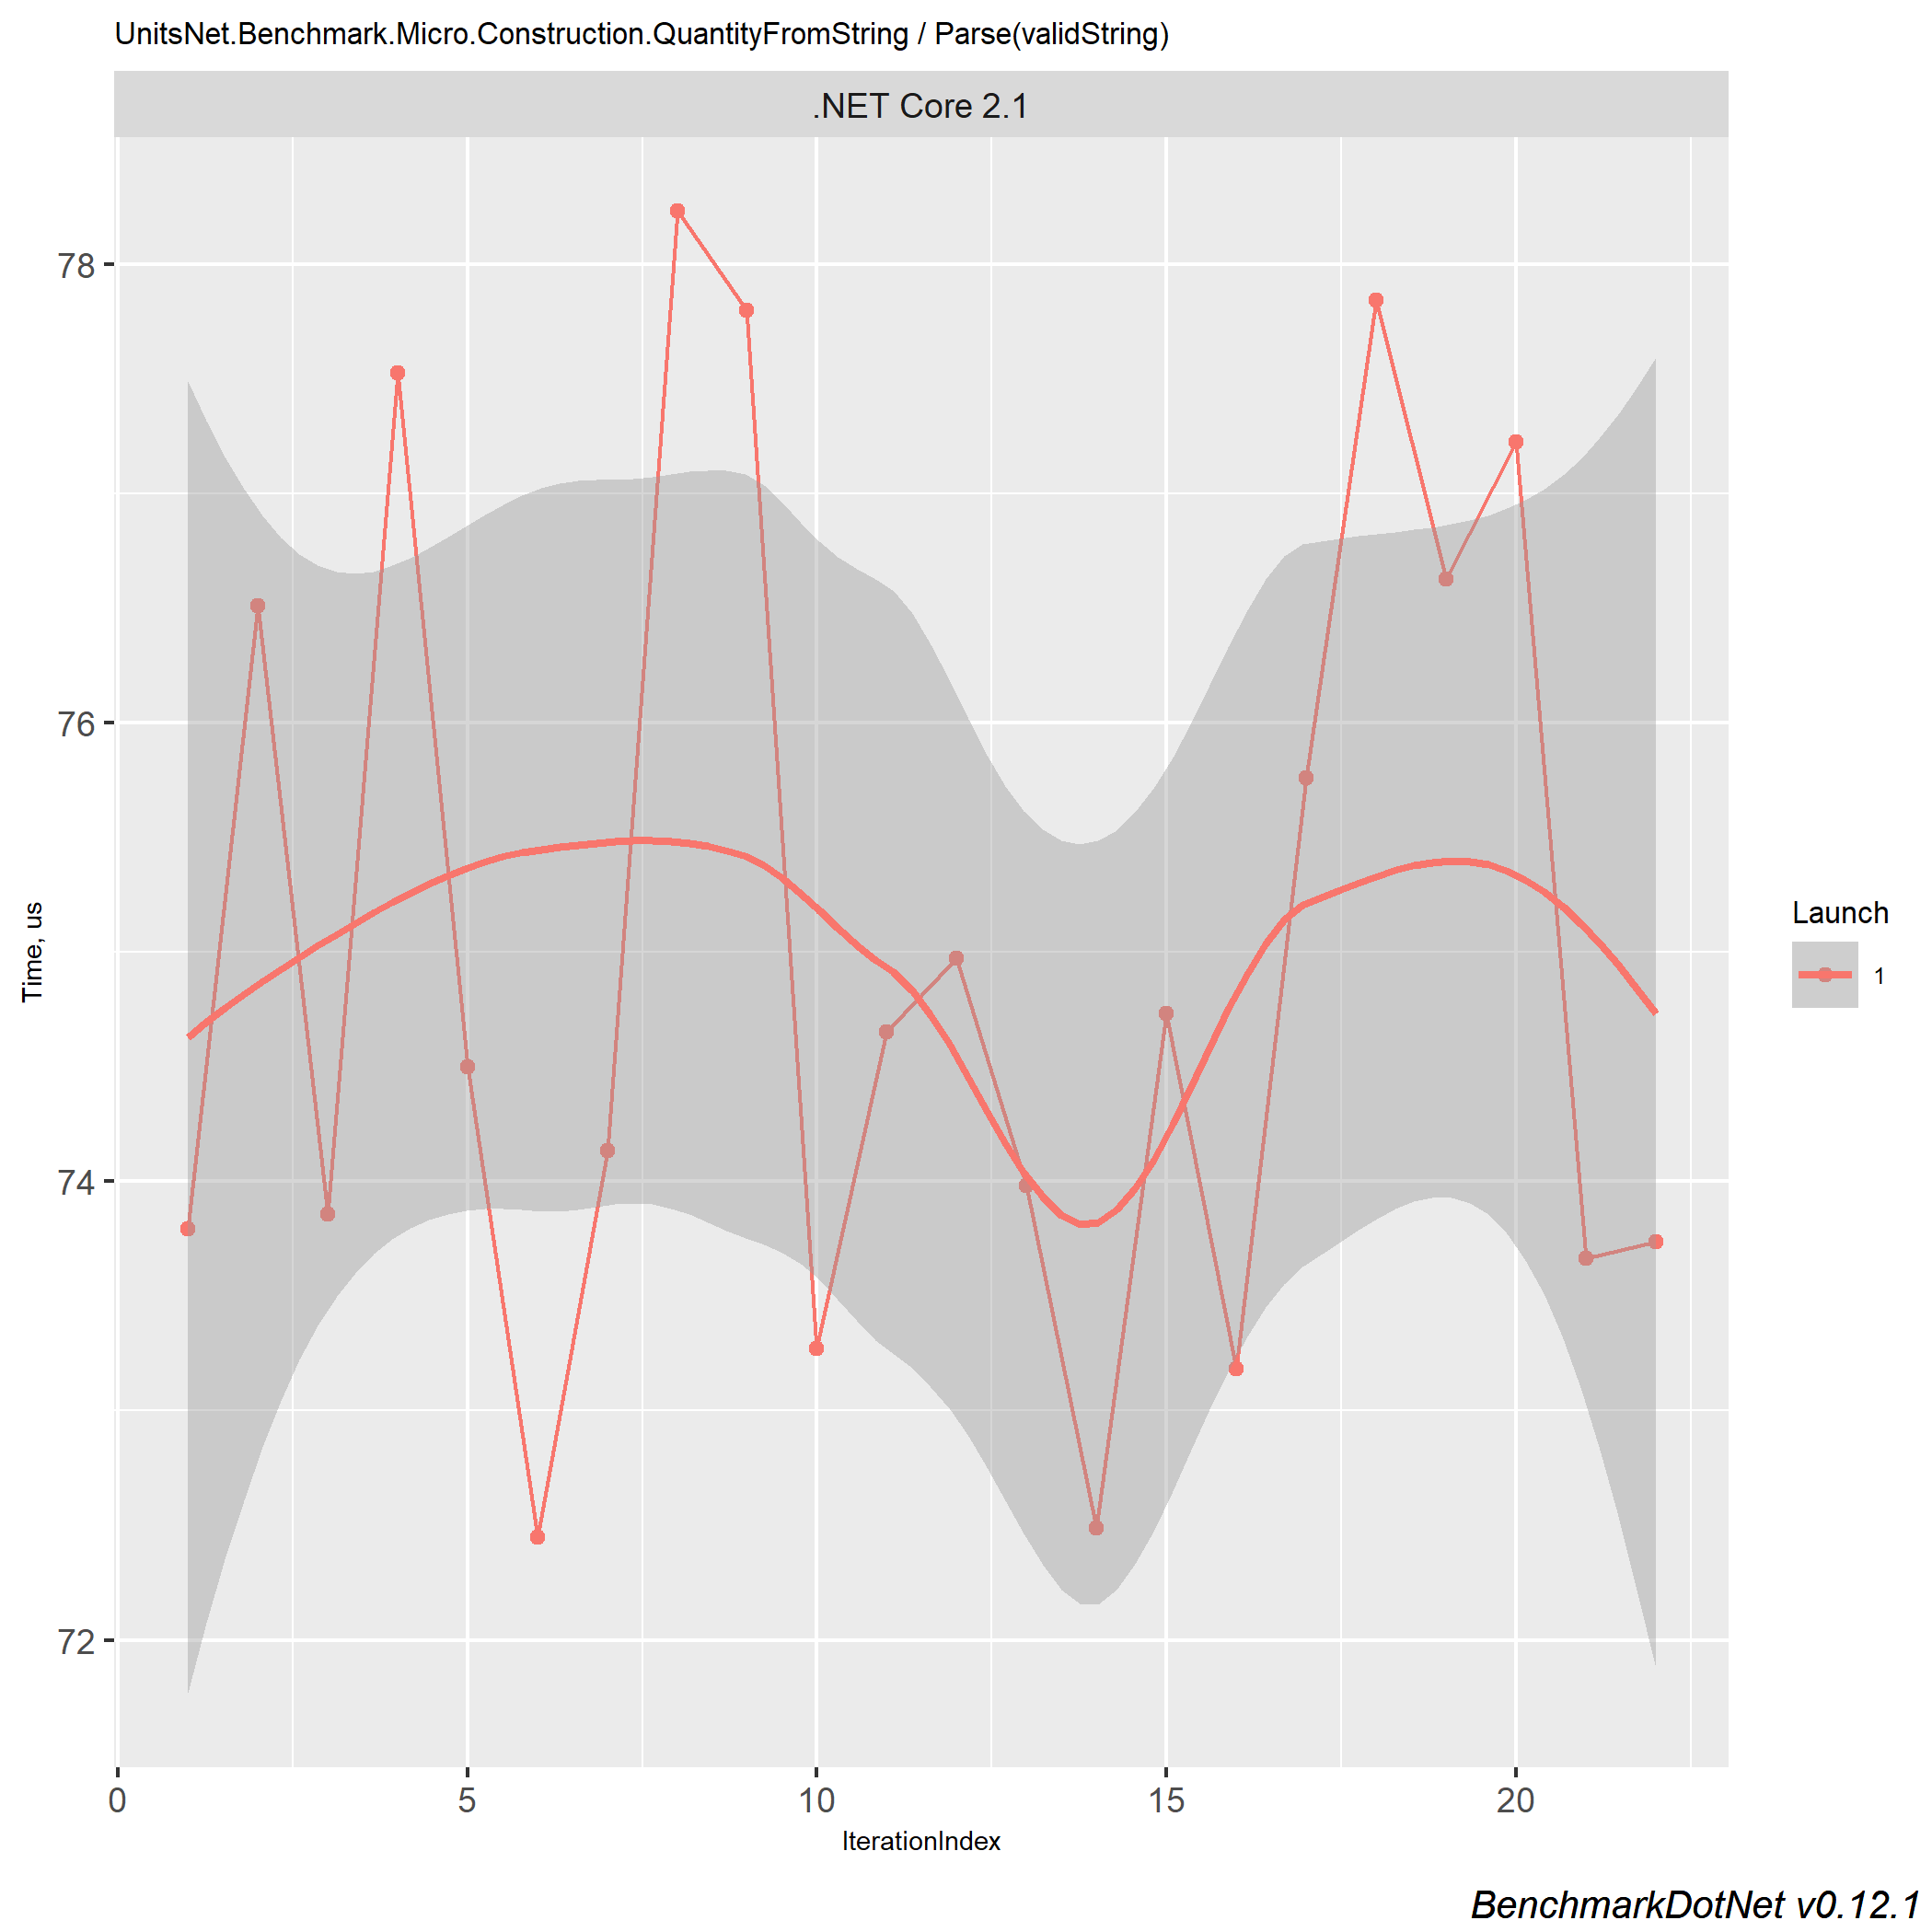 UnitsNet.Benchmark.Micro.Construction.QuantityFromString / Parse(validString)
.NET Core 2.1
78
76
74
72
Time, us
0 5 10 15 20
IterationIndex
Launch
1
BenchmarkDotNet v0.12.1